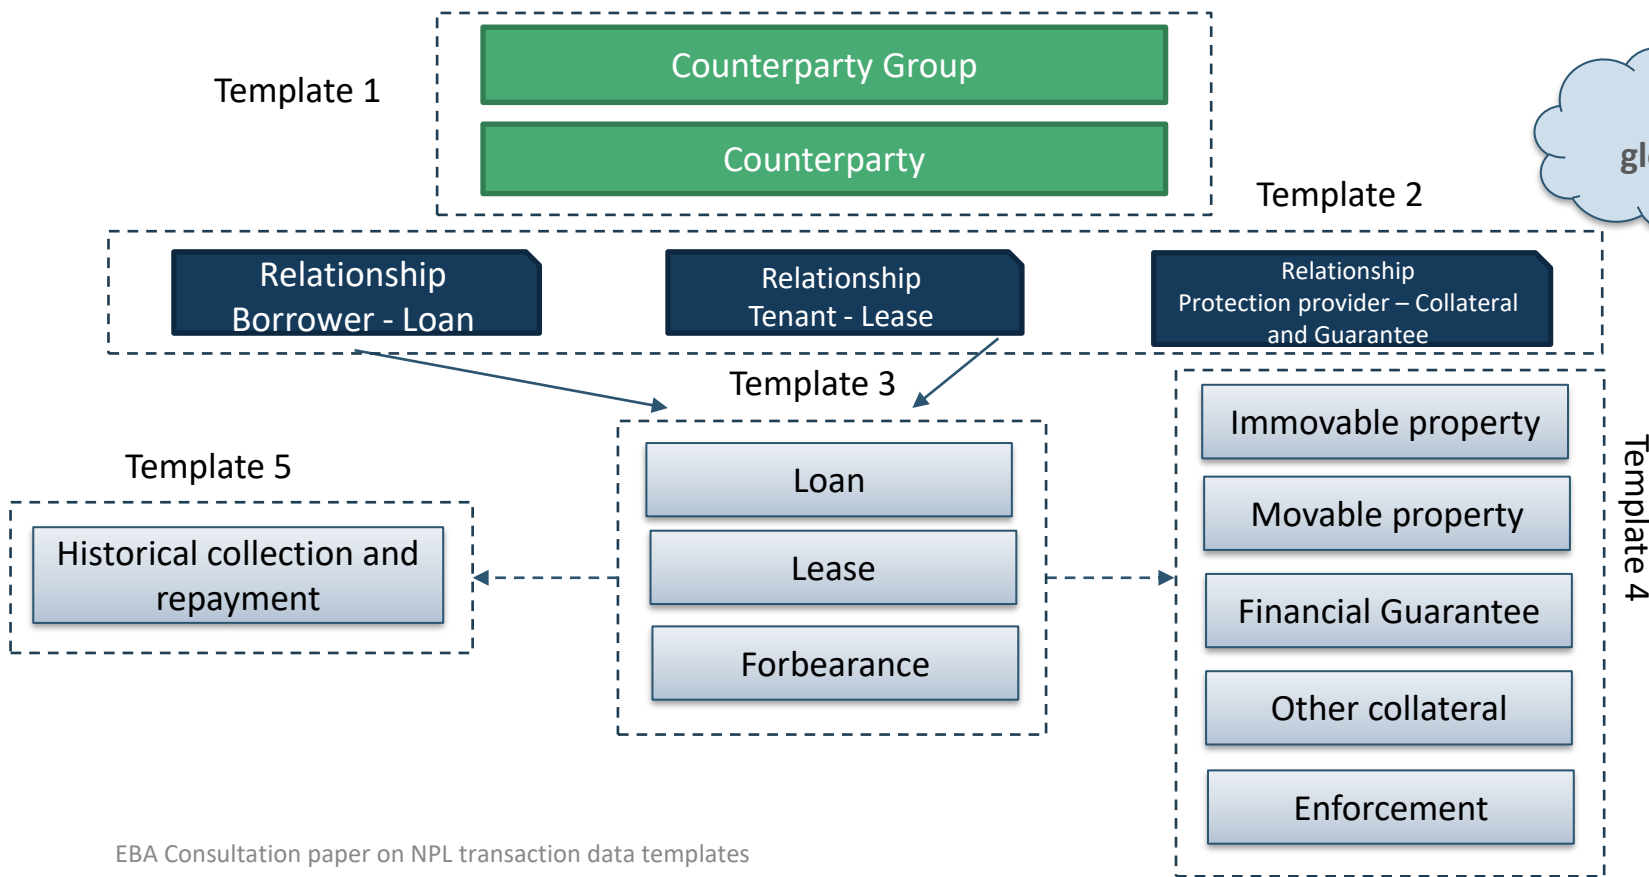 Template 1
Counterparty Group
Counterparty
Template 2
Relationship
Borrower - Loan
Relationship
Tenant - Lease
Relationship
Protection provider – Collateral
and Guarantee
Template 3
Loan
Lease
Forbearance
Template 5
Historical collection and
repayment
Immovable property
Movable property
Financial Guarantee
Other collateral
Enforcement
Template 4
EBA Consultation paper on NPL transaction data templates